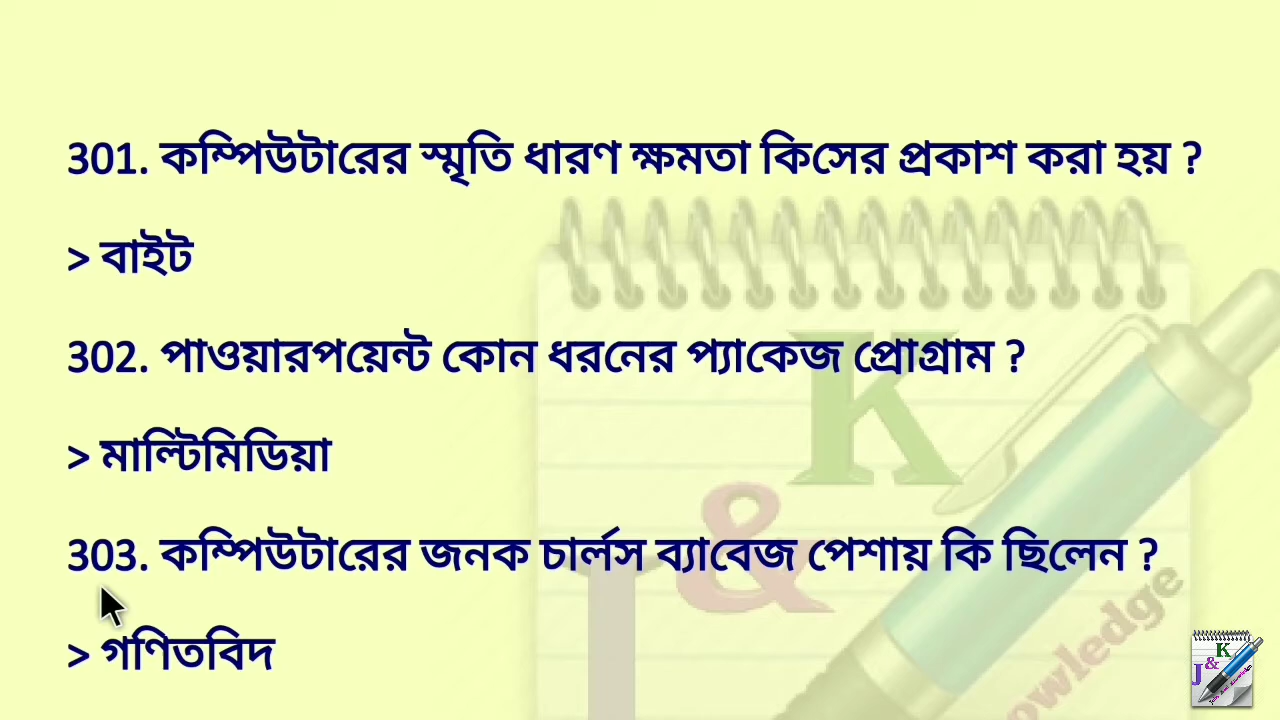 301. কম্পিউটারের স্মৃতি ধারণ ক্ষমতা কিসের প্রকাশ করা হয় ?
> বাইট
302. পাওয়ারপয়েন্ট কোন ধরনের প্যাকেজ প্রোগ্রাম ?
> মাল্টিমিডিয়া
303. কম্পিউটারের জনক চার্লস ব্যাবেজ পেশায় কি ছিলেন ?
> গণিতবিদ
J & K
J & K